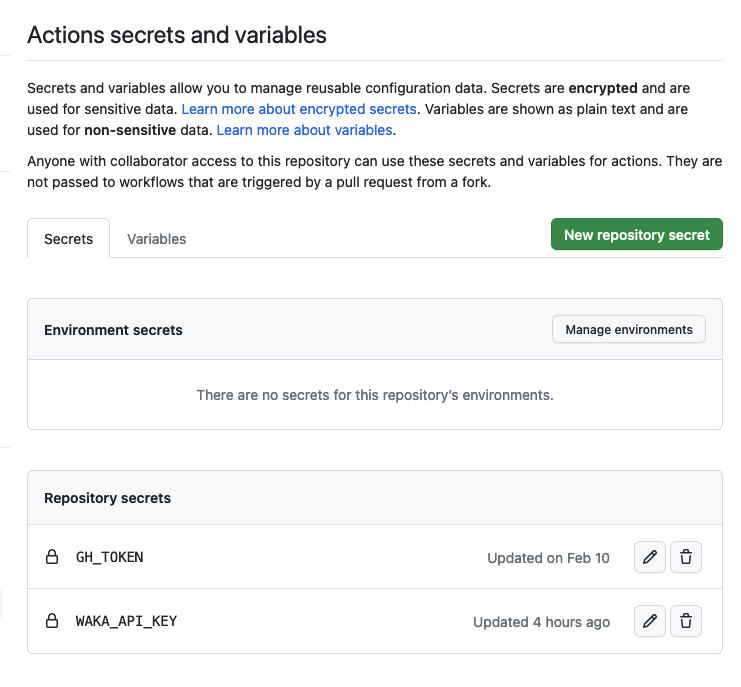 Actions secrets and variables
Secrets and variables allow you to manage reusable configuration data. Secrets are encrypted and are
used for sensitive data. Learn more about encrypted secrets. Variables are shown as plain text and are
used for non-sensitive data. Learn more about variables.
Anyone with collaborator access to this repository can use these secrets and variables for actions. They are
not passed to workflows that are triggered by a pull request from a fork.
Secrets Variables New repository secret
Environment secrets Manage environments
There are no secrets for this repository’s environments.
Repository secrets
GH_TOKEN Updated on Feb 10
WAKA_API_KEY Updated 4 hours ago